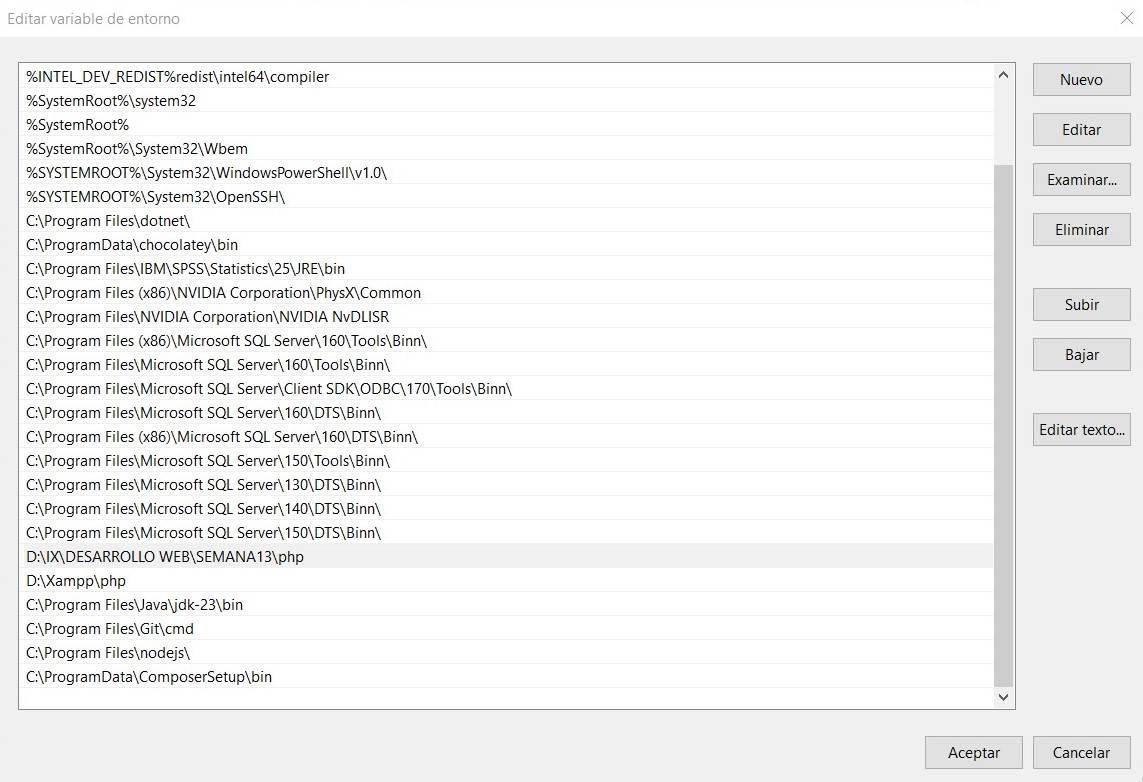 Editar variable de entorno
%INTEL_DEV_REDIST%redist\intel64\compiler
%SystemRoot%\system32
%SystemRoot%
%SystemRoot%\System32\Wbem
%SYSTEMROOT%\System32\WindowsPowerShell\v1.0\
%SYSTEMROOT%\System32\OpenSSH\
C:\Program Files\dotnet\
C:\ProgramData\chocolatey\bin
C:\Program Files\IBM\SPSS\Statistics\25\JRE\bin
C:\Program Files (x86)\NVIDIA Corporation\PhysX\Common
C:\Program Files\NVIDIA Corporation\NVIDIA NvDLISR
C:\Program Files (x86)\Microsoft SQL Server\160\Tools\Binn\
C:\Program Files\Microsoft SQL Server\160\Tools\Binn\
C:\Program Files\Microsoft SQL Server\Client SDK\ODBC\170\Tools\Binn\
C:\Program Files\Microsoft SQL Server\160\DTS\Binn\
C:\Program Files (x86)\Microsoft SQL Server\160\DTS\Binn\
C:\Program Files\Microsoft SQL Server\150\Tools\Binn\
C:\Program Files\Microsoft SQL Server\130\DTS\Binn\
C:\Program Files\Microsoft SQL Server\140\DTS\Binn\
C:\Program Files\Microsoft SQL Server\150\DTS\Binn\
D:\IX\DESARROLLO WEB\SEMANA13\php
D:\Xampp\php
C:\Program Files\Java\jdk-23\bin
C:\Program Files\Git\cmd
C:\Program Files\nodejs\
C:\ProgramData\ComposerSetup\bin
Nuevo
Editar
Examinar...
Eliminar
Subir
Bajar
Editar texto...
Aceptar
Cancelar